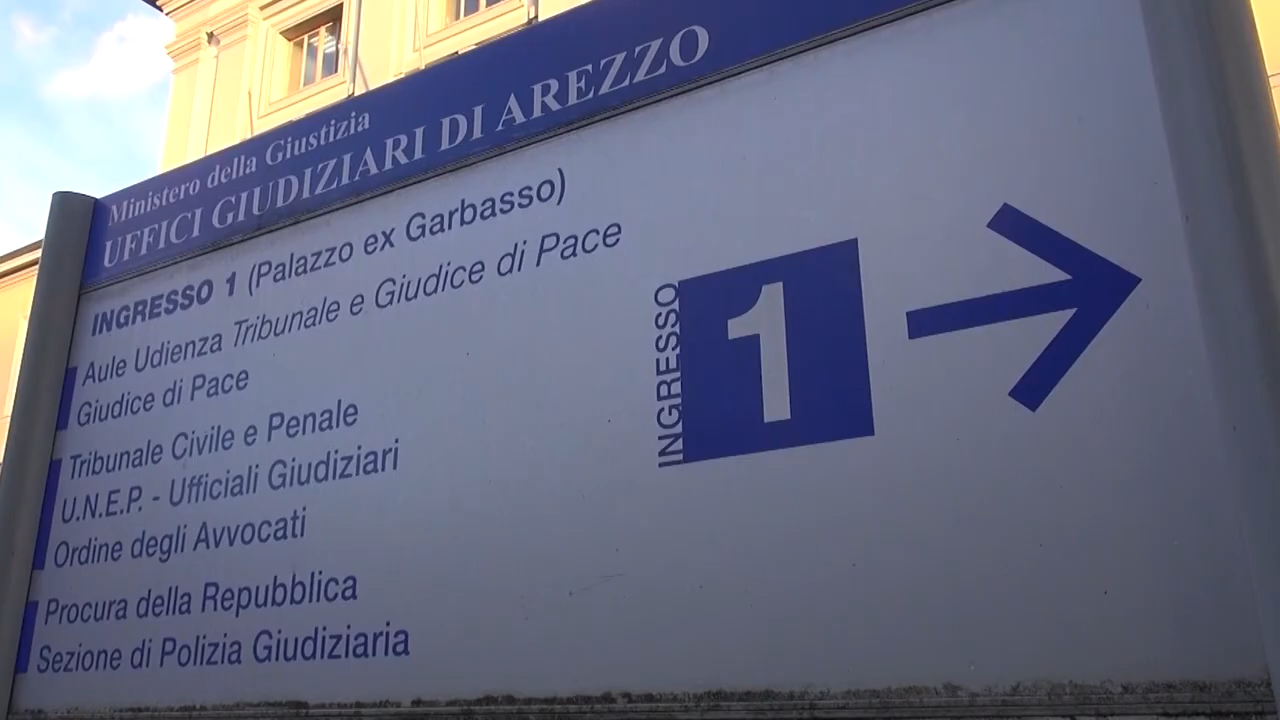 Ministero della Giustizia
UFFICI GIUDIZIARI DI AREZZO
INGRESSO 1 (Palazzo ex Garbasso)
Aule Udienza Tribunale e Giudice di Pace
Giudice di Pace
Tribunale Civile e Penale
U.N.E.P. - Ufficiali Giudiziari
Ordine degli Avvocati
Procura della Repubblica
Sezione di Polizia Giudiziaria
INGRESSO
1